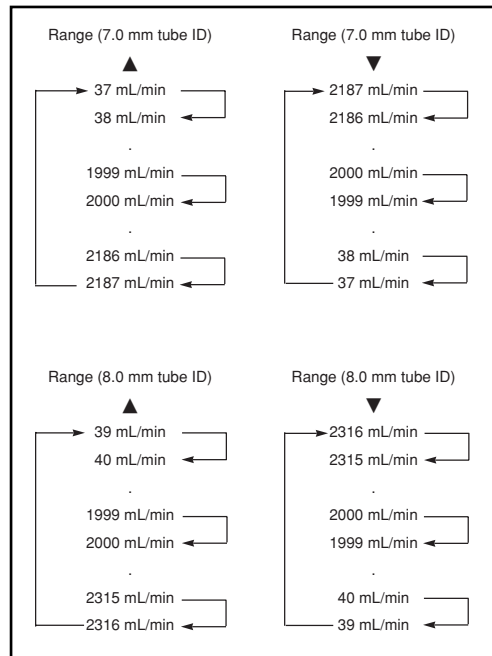 Range (7.0 mm tube ID)
▲
37 mL/min
38 mL/min
.
1999 mL/min
2000 mL/min
.
2186 mL/min
2187 mL/min
Range (7.0 mm tube ID)
▼
2187 mL/min
2186 mL/min
.
2000 mL/min
1999 mL/min
.
38 mL/min
37 mL/min
Range (8.0 mm tube ID)
▲
39 mL/min
40 mL/min
.
1999 mL/min
2000 mL/min
.
2315 mL/min
2316 mL/min
Range (8.0 mm tube ID)
▼
2316 mL/min
2315 mL/min
.
2000 mL/min
1999 mL/min
.
40 mL/min
39 mL/min